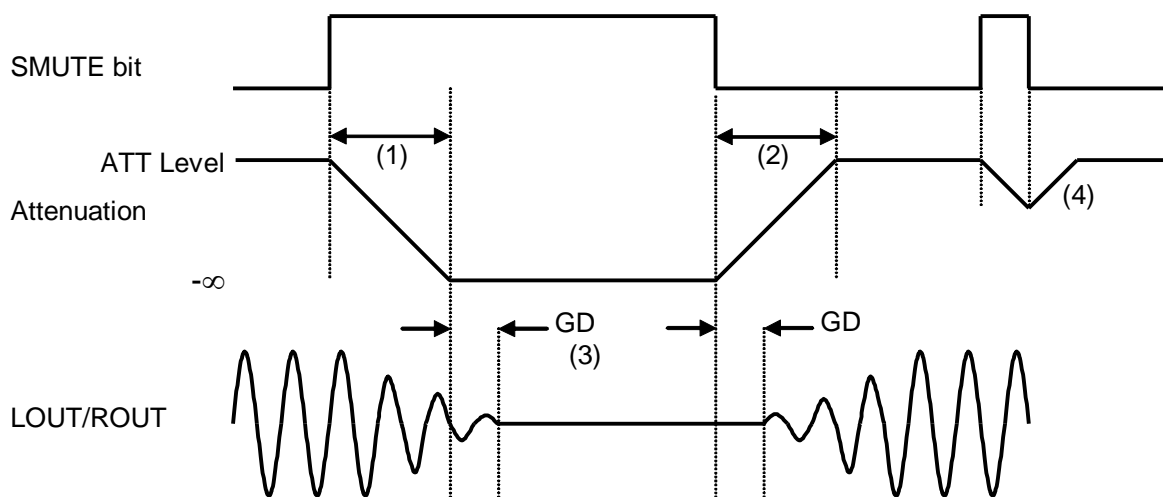 SMUTE bit
(1)
(2)
ATT Level
(4)
Attenuation
-∞
GD
GD
(3)
LOUT/ROUT